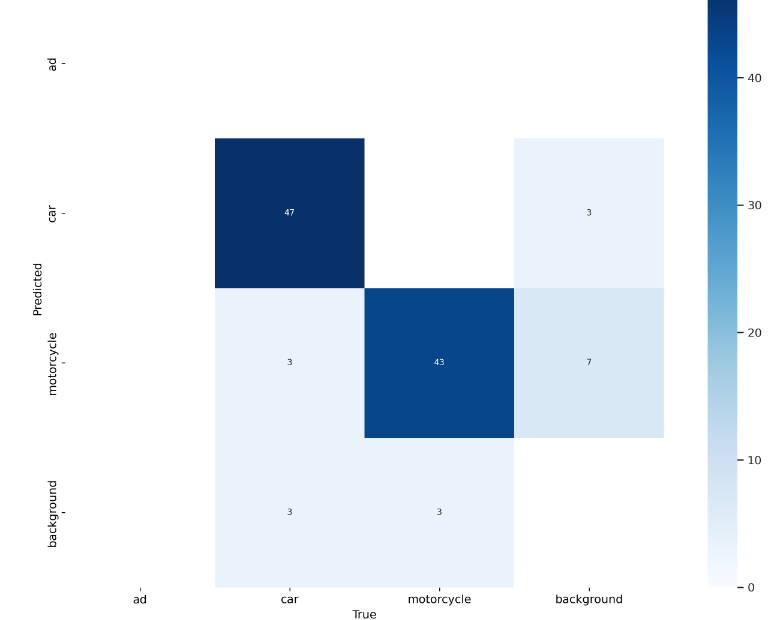 ad
40
car
47
3
30
Predicted
20
motorcycle
3
43
7
10
background
3
3
0
ad
car
motorcycle
background
True